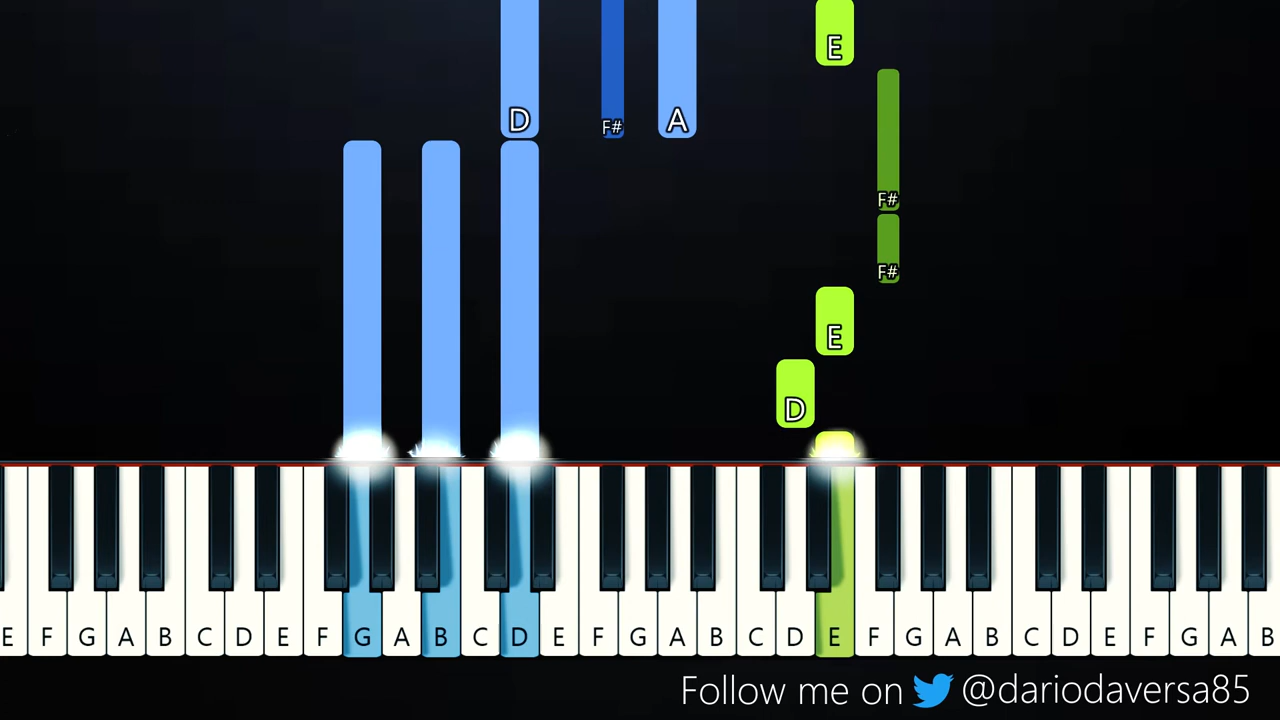 E
D F# A
F#
F#
E
D
E F G A B C D E F G A B C D E F G A B C D E F G A B C D E F G A B
Follow me on @dariodaversa85